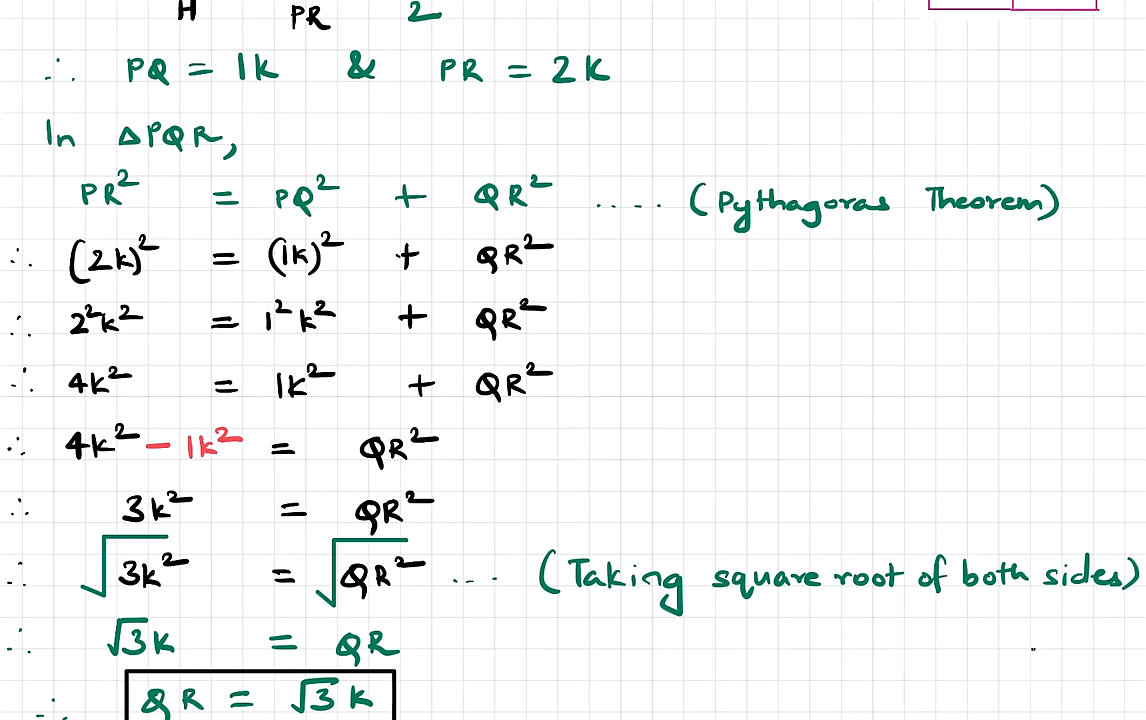 H PR 2
∴ PQ = 1k & PR = 2k
In △PQR,
PR² = PQ² + QR² .... (Pythagoras Theorem)
∴ (2k)² = (1k)² + QR²
∴ 2²k² = 1²k² + QR²
∴ 4k² = 1k² + QR²
∴ 4k² - 1k² = QR²
∴ 3k² = QR²
∴ √3k² = √QR² .... (Taking square root of both sides)
∴ √3k = QR
∴ QR = √3k